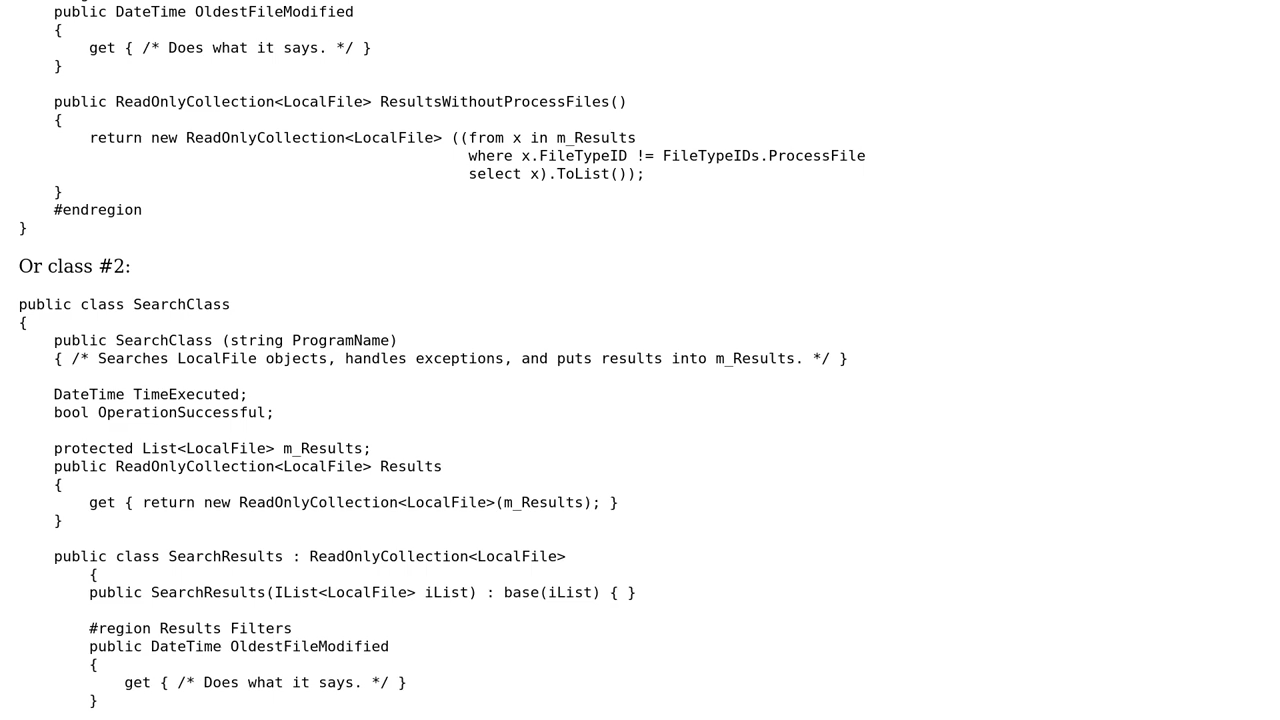 public DateTime OldestFileModified
{
get { /* Does what it says. */ }
}
public ReadOnlyCollection<LocalFile> ResultsWithoutProcessFiles()
{
return new ReadOnlyCollection<LocalFile> ((from x in m_Results
where x.FileTypeID != FileTypeIDs.ProcessFile
select x).ToList());
}
#endregion
}
Or class #2:
public class SearchClass
{
public SearchClass (string ProgramName)
{ /* Searches LocalFile objects, handles exceptions, and puts results into m_Results. */ }
DateTime TimeExecuted;
bool OperationSuccessful;
protected List<LocalFile> m_Results;
public ReadOnlyCollection<LocalFile> Results
{
get { return new ReadOnlyCollection<LocalFile>(m_Results); }
}
public class SearchResults : ReadOnlyCollection<LocalFile>
{
public SearchResults(IList<LocalFile> iList) : base(iList) { }
#region Results Filters
public DateTime OldestFileModified
{
get { /* Does what it says. */ }
}